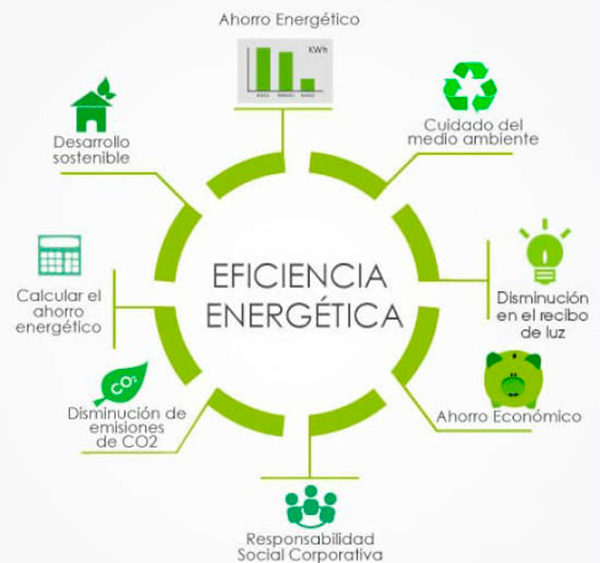 Ahorro Energético
KWh
Cuidado del
medio ambiente
Disminución
en el recibo
de luz
Ahorro Económico
Responsabilidad
Social Corporativa
CO2
Disminución de
emisiones
de CO2
Calcular el
ahorro
energético
Desarrollo
sostenible
EFICIENCIA
ENERGÉTICA